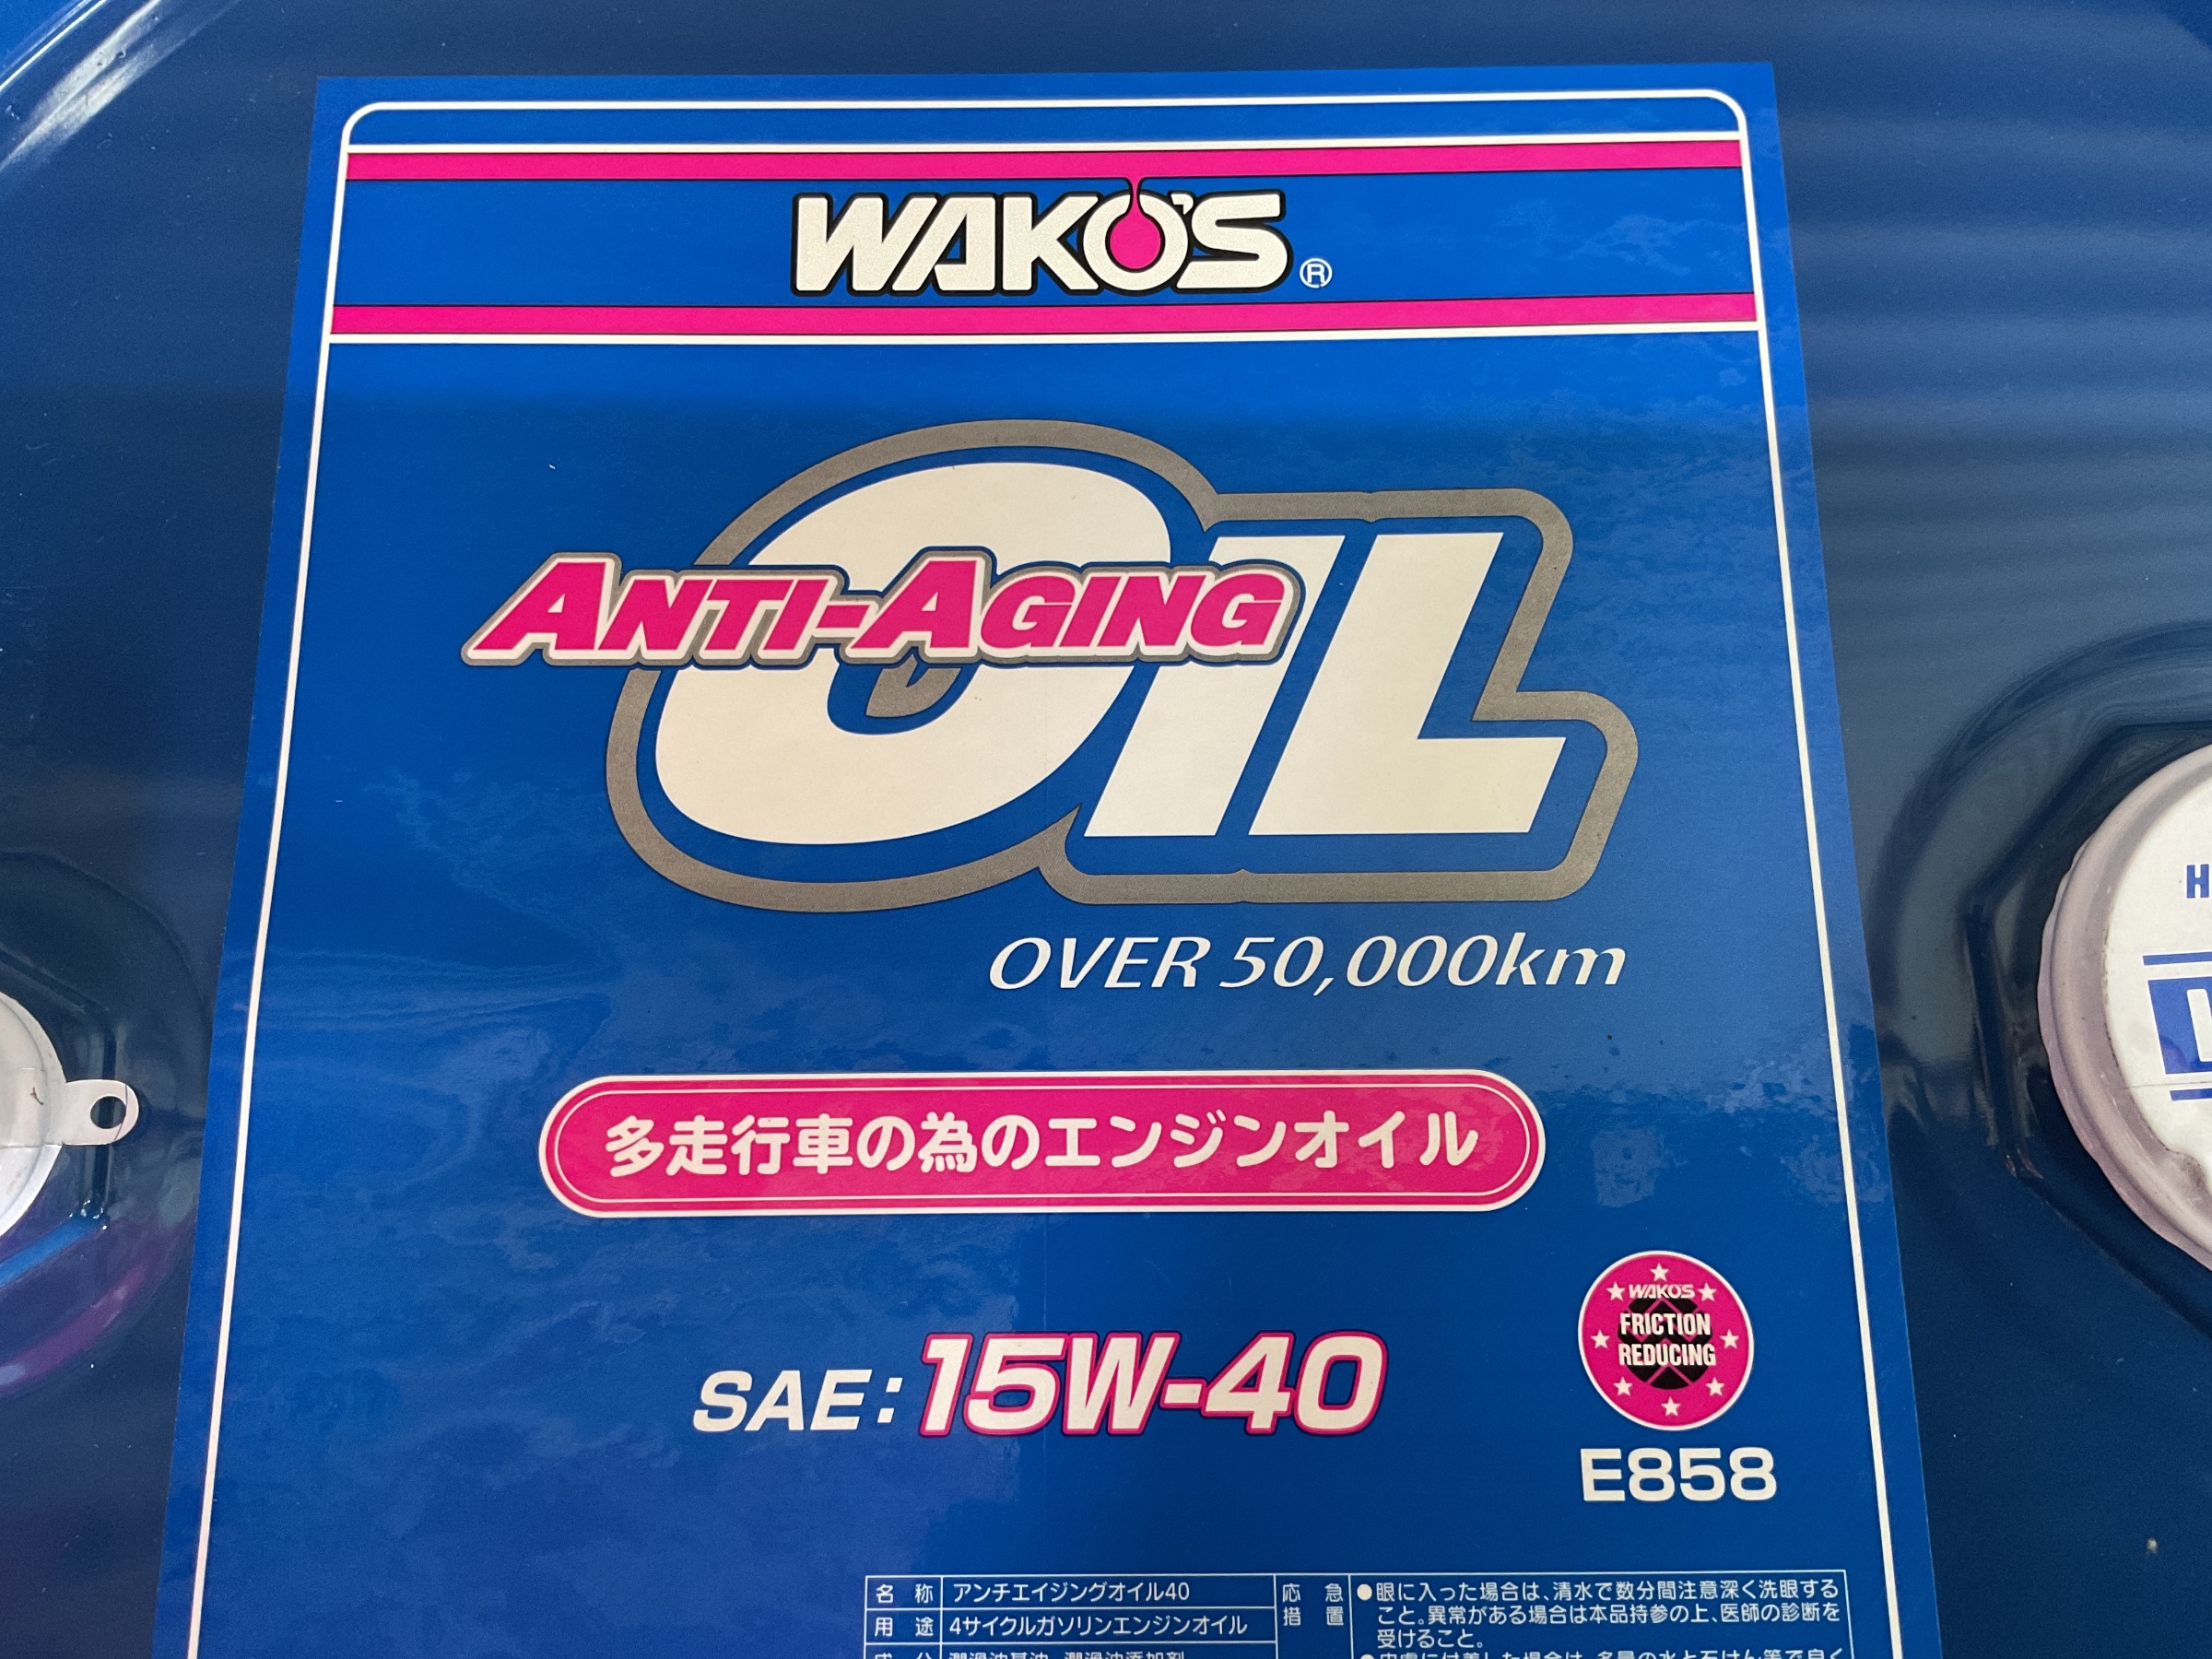 WAKO'S®
ANTI-AGING
OIL
OVER 50,000km
多走行車の為のエンジンオイル
WAKO'S
FRICTION
REDUCING
SAE:15W-40
E858
名 称 アンチエイジングオイル40
用 途 4サイクルガソリンエンジンオイル
応 急
措 置
●眼に入った場合は、清水で数分間注意深く洗眼する
こと。異常がある場合は本品持参の上、医師の診断を
受けること。
H